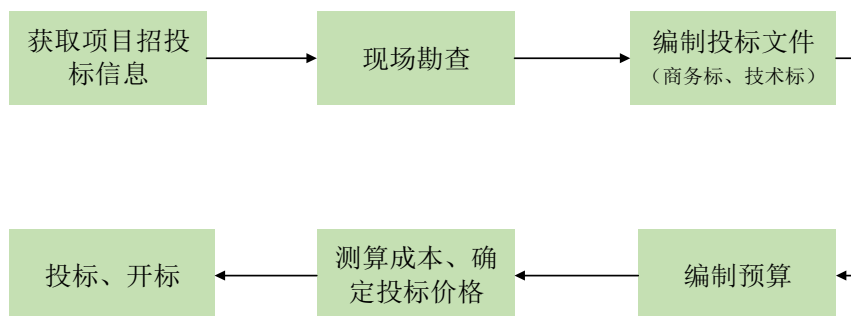 获取项目招投
标信息
现场勘查
编制投标文件
（商务标、技术标）
编制预算
测算成本、确
定投标价格
投标、开标